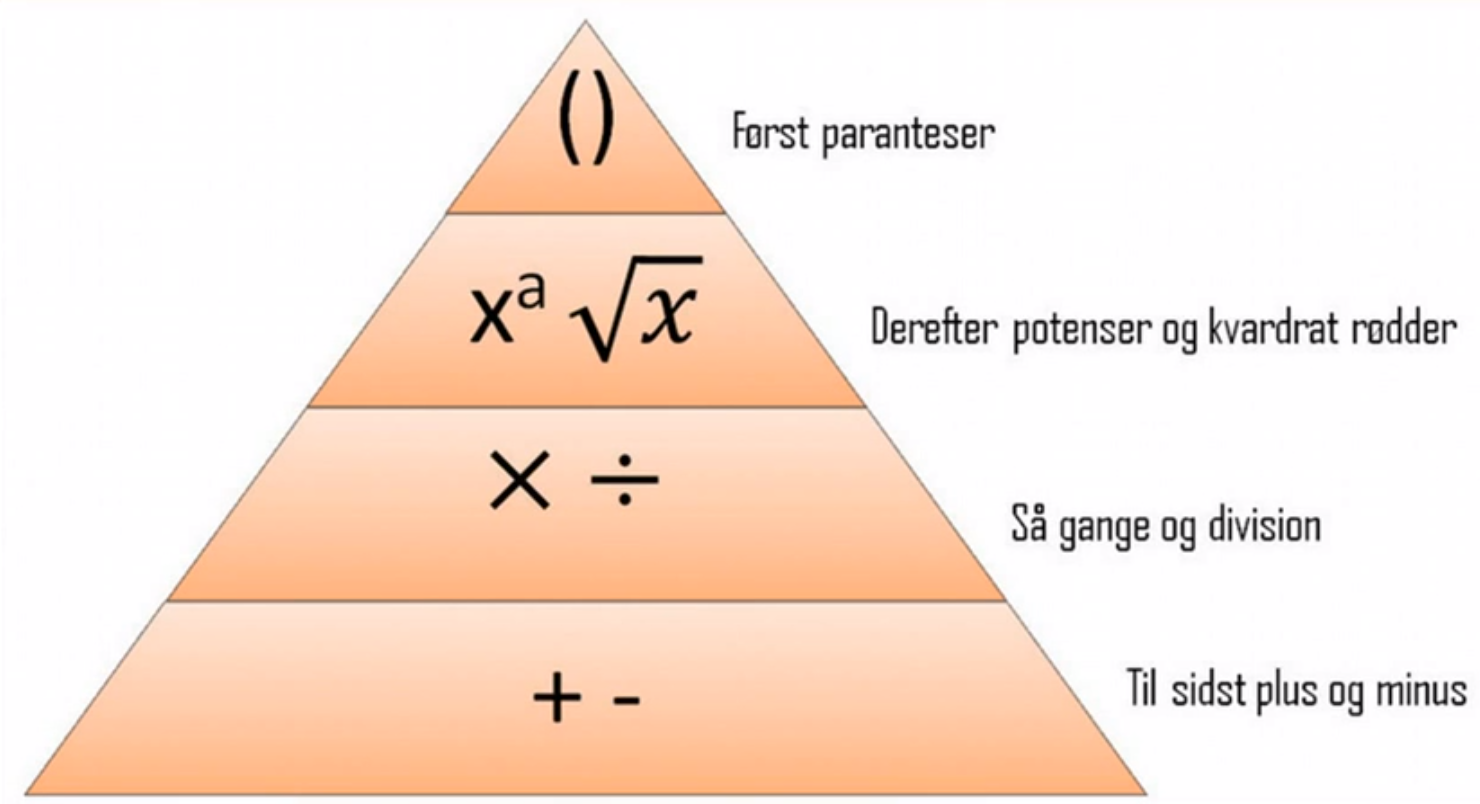 ()
Først paranteser
xᵃ √x
Derefter potenser og kvardrat rødder
× ÷
Så gange og division
+ -
Til sidst plus og minus